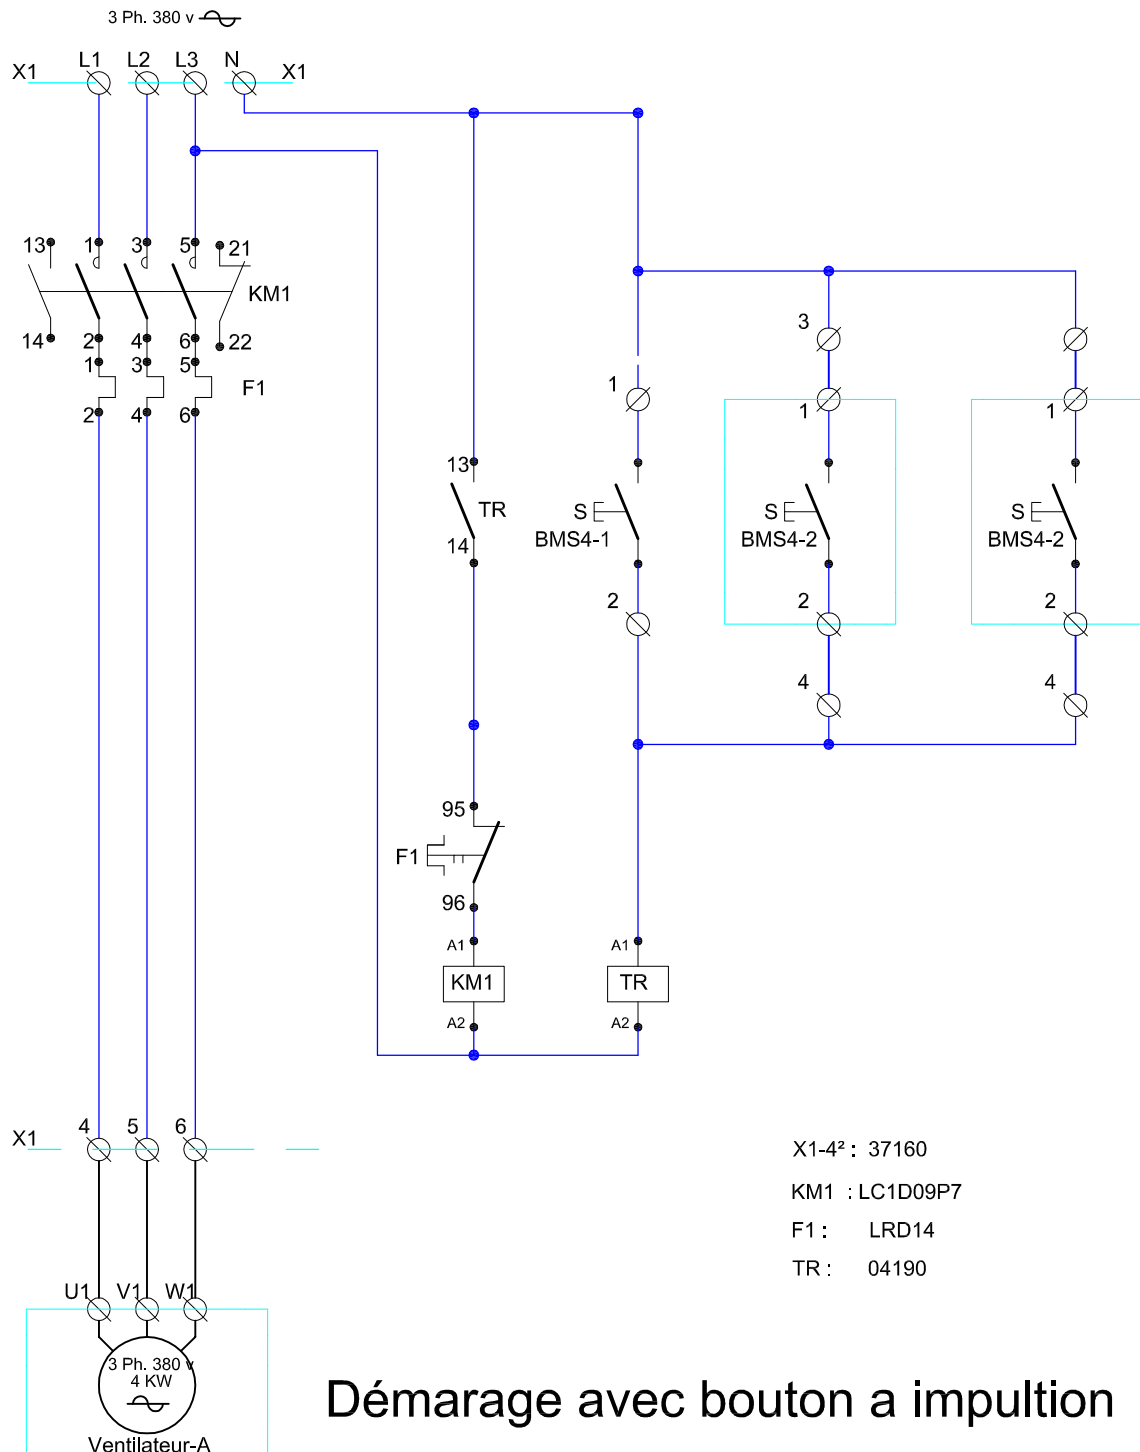 3 Ph. 380 v
X1 L1 L2 L3 N X1
13 1 3 5 21
KM1
14 2 4 6 22
1 3 5
F1
2 4 6
3
1 1 1
13
TR
14
S S S
BMS4-1 BMS4-2 BMS4-2
2 2 2
4 4
95
F1
96
A1 A1
KM1 TR
A2 A2
X1 4 5 6
X1-4² : 37160
KM1 : LC1D09P7
F1 : LRD14
TR : 04190
U1 V1 W1
3 Ph. 380 v
4 KW
Ventilateur-A
Démarage avec bouton a impultion